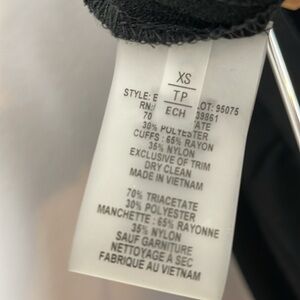 XS
TP
ECH
STYLE: E LOT: 95075
RN: 39861
70 TATE
30% POLYESTER
CUFFS: 65% RAYON
35% NYLON
EXCLUSIVE OF TRIM
DRY CLEAN
MADE IN VIETNAM
70% TRIACETATE
30% POLYESTER
MANCHETTE: 65% RAYONNE
35% NYLON
SAUF GARNITURE
NETTOYAGE À SEC
FABRIQUE AU VIETNAM